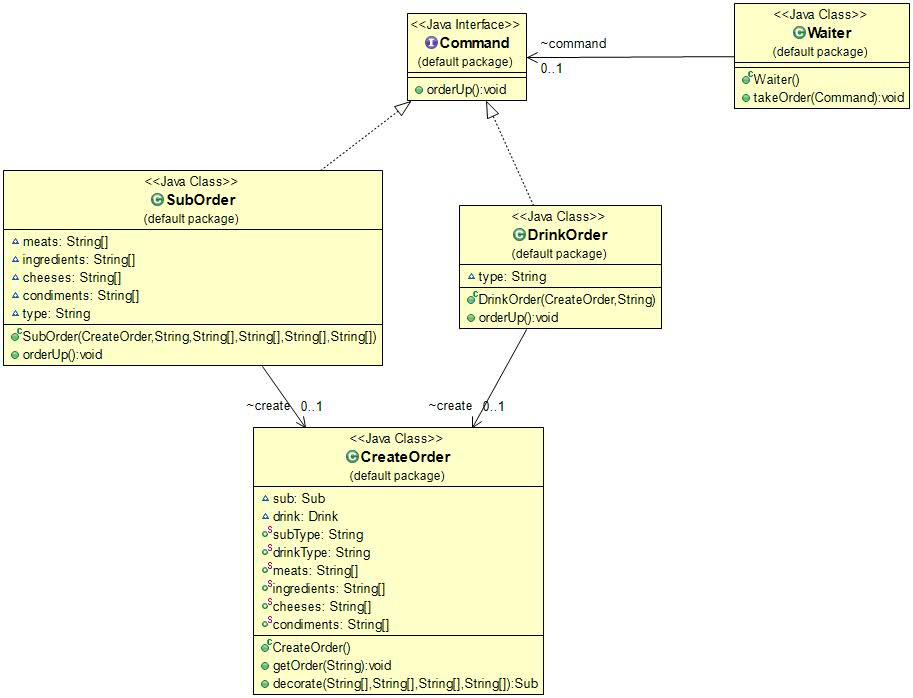 <<Java Interface>>
Command
(default package)
orderUp():void
~command
0..1
<<Java Class>>
Waiter
(default package)
Waiter()
takeOrder(Command):void
<<Java Class>>
SubOrder
(default package)
meats: String[]
ingredients: String[]
cheeses: String[]
condiments: String[]
type: String
SubOrder(CreateOrder,String,String[],String[],String[],String[])
orderUp():void
<<Java Class>>
DrinkOrder
(default package)
type: String
DrinkOrder(CreateOrder,String)
orderUp():void
~create 0..1
~create 0..1
<<Java Class>>
CreateOrder
(default package)
sub: Sub
drink: Drink
subType: String
drinkType: String
meats: String[]
ingredients: String[]
cheeses: String[]
condiments: String[]
CreateOrder()
getOrder(String):void
decorate(String[],String[],String[],String[]):Sub